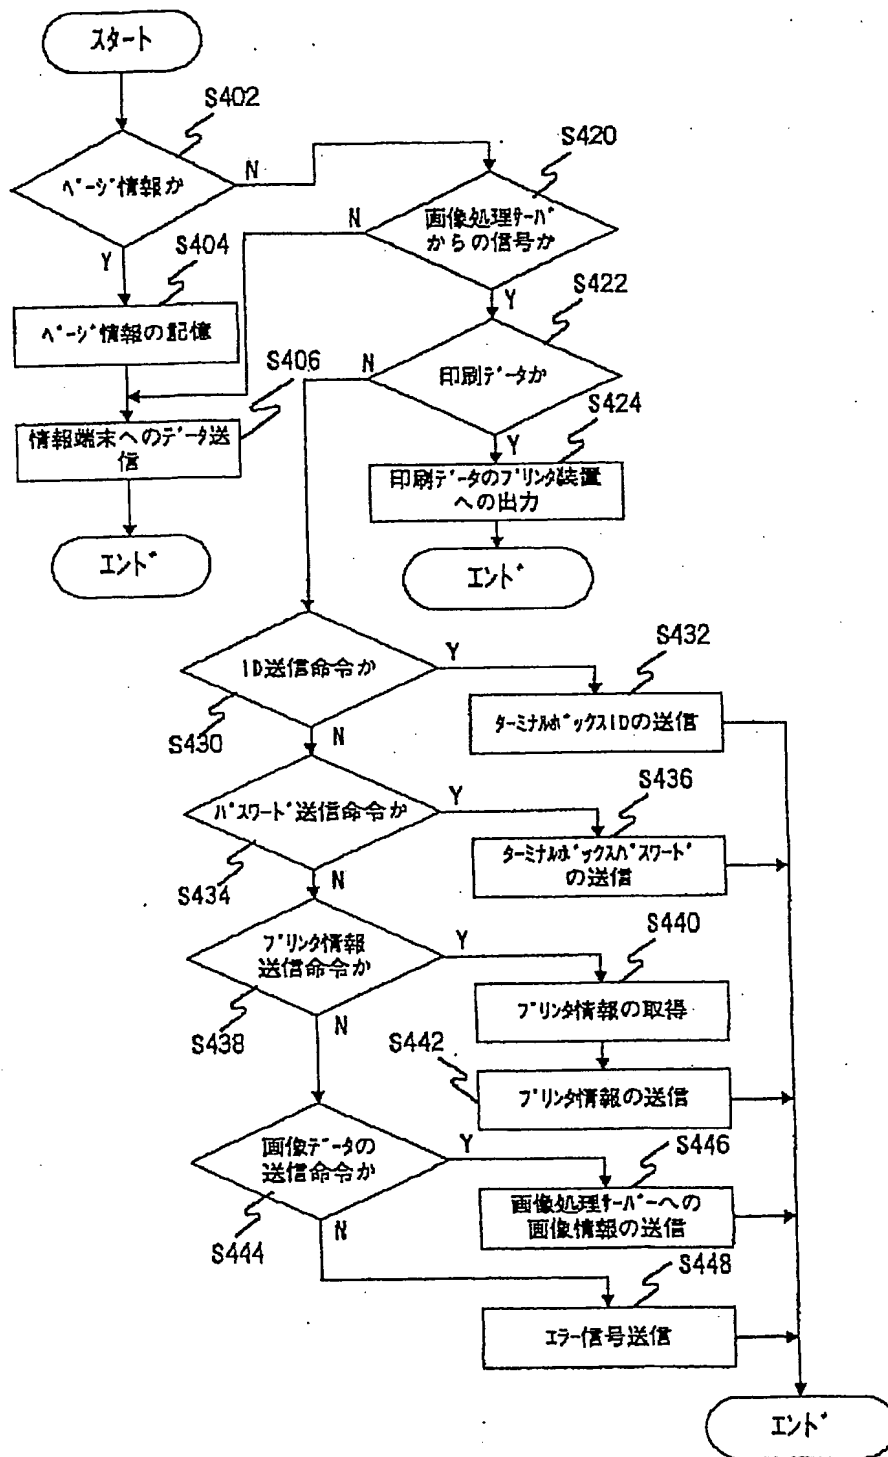 スタート
S402
ページ情報か
N
Y
S420
画像処理サーバ
からの信号か
N
Y
S404
ページ情報の記憶
S422
印刷データか
N
Y
S406
情報端末へのデータ送
信
エンド
S424
印刷データのプリンタ装置
への出力
エンド
ID送信命令か
Y
S430
N
S432
ターミナルボックスIDの送信
パスワード送信命令か
Y
S434
N
S436
ターミナルボックスパスワード
の送信
プリンタ情報
送信命令か
Y
S438
N
S440
プリンタ情報の取得
S442
プリンタ情報の送信
画像データの
送信命令か
Y
S444
N
S446
画像処理サーバーへの
画像情報の送信
S448
エラー信号送信
エンド